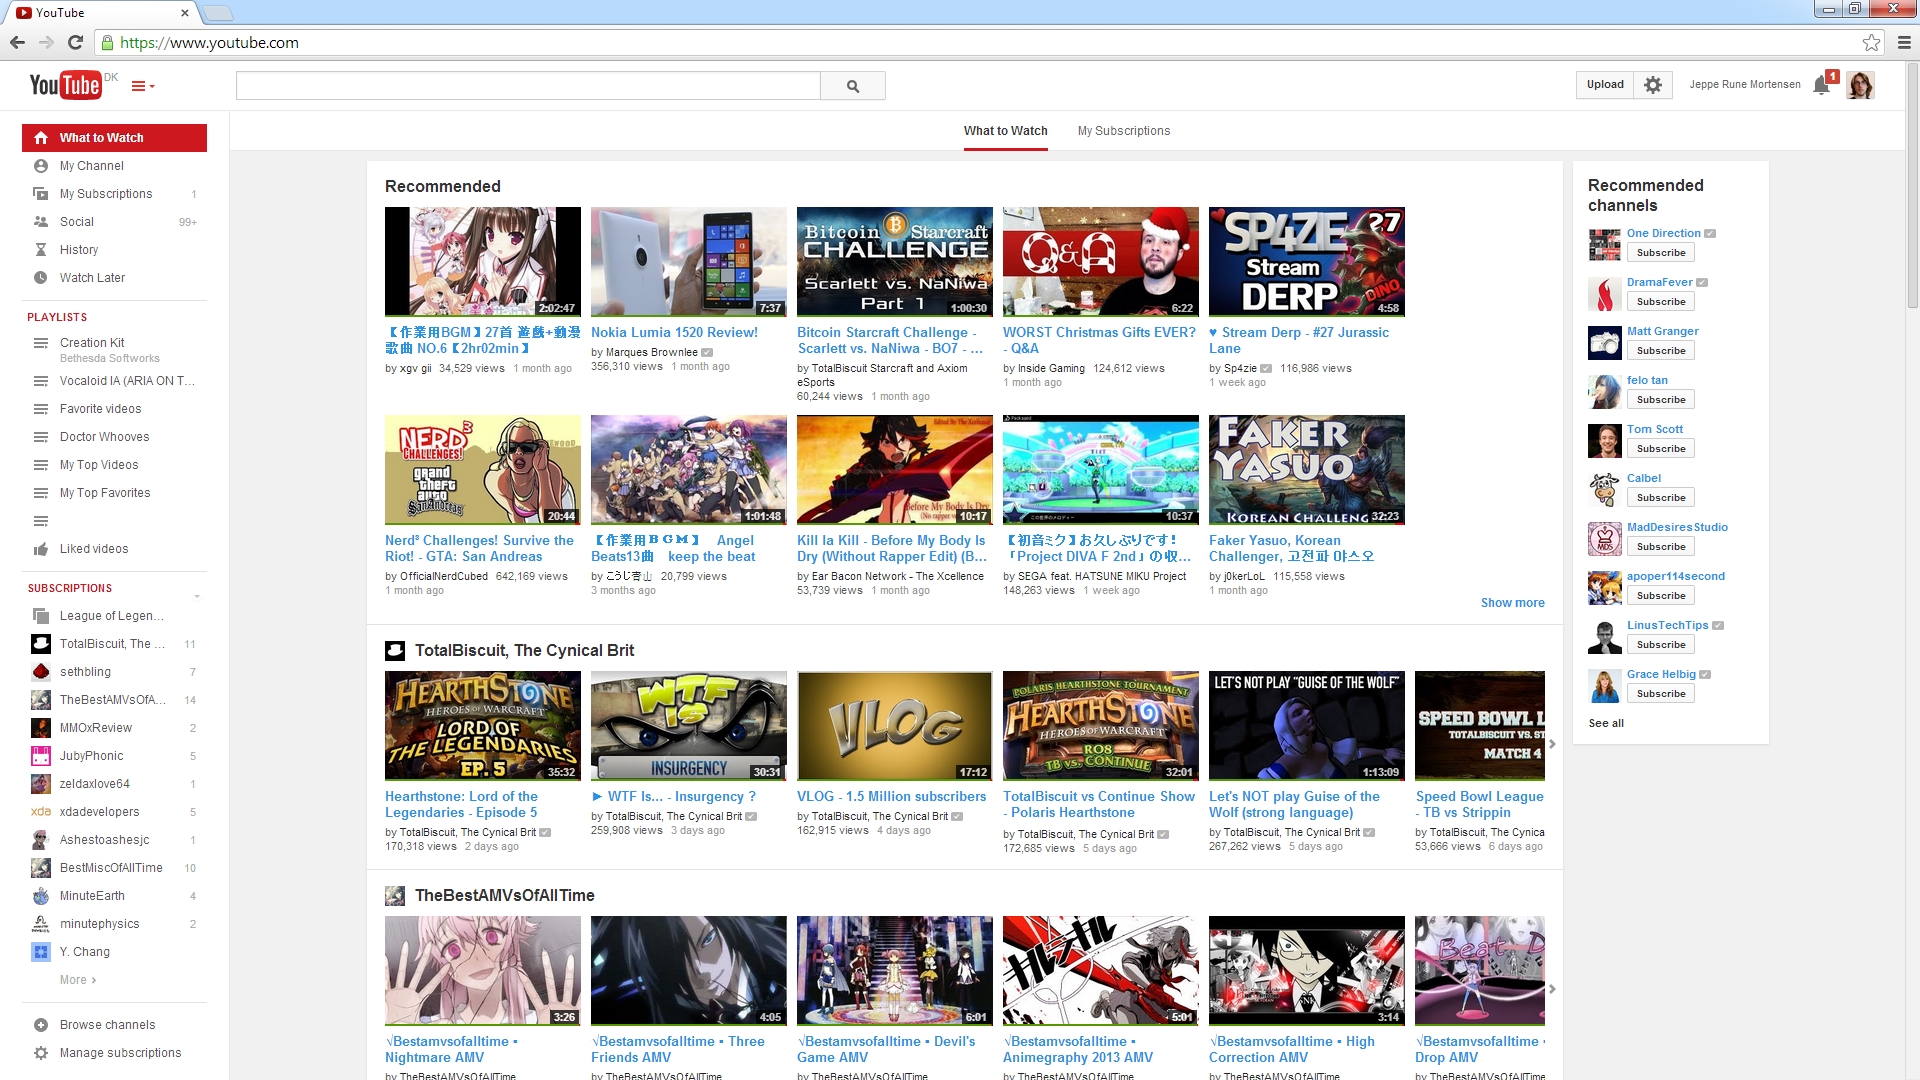 YouTube
https://www.youtube.com
YouTube DK
Upload
Jeppe Rune Mortensen
1
What to Watch
My Channel
My Subscriptions 1
Social 99+
History
Watch Later
PLAYLISTS
Creation Kit
Bethesda Softworks
Vocaloid IA (ARIA ON T...
Favorite videos
Doctor Whooves
My Top Videos
My Top Favorites
Liked videos
SUBSCRIPTIONS
League of Legen...
TotalBiscuit, The ... 11
sethbling 7
TheBestAMVsOfA... 14
MMOxReview 2
JubyPhonic 5
zeldaxlove64 1
xda xdadevelopers 5
Ashestoashesjc 1
BestMiscOfAllTime 10
MinuteEarth 4
minutephysics 2
Y. Chang
More ›
Browse channels
Manage subscriptions
What to Watch My Subscriptions
Recommended
2:02:47
【作業用BGM】27首 遊戲+動漫
歌曲 NO.6【2hr02min】
by xgv gii 34,529 views 1 month ago
7:37
Nokia Lumia 1520 Review!
by Marques Brownlee
356,310 views 1 month ago
Bitcoin Starcraft
CHALLENGE
Scarlett vs. NaNiwa
Part 1
1:00:30
Bitcoin Starcraft Challenge -
Scarlett vs. NaNiwa - BO7 - ...
by TotalBiscuit Starcraft and Axiom
eSports
60,244 views 1 month ago
Q&A
6:22
WORST Christmas Gifts EVER?
- Q&A
by Inside Gaming 124,612 views
1 month ago
SP4ZIE 27
Stream
DERP
DINO
4:58
♥ Stream Derp - #27 Jurassic
Lane
by Sp4zie 116,986 views
1 week ago
NERD³
CHALLENGES!
grand
theft
auto
SanAndreas
20:44
Nerd³ Challenges! Survive the
Riot! - GTA: San Andreas
by OfficialNerdCubed 642,169 views
1 month ago
1:01:48
【作業用ＢＧＭ】 Angel
Beats13曲 keep the beat
by こうじ青山 20,799 views
3 months ago
Edited By The Xcellence
Before My Body Is Dry
10:17
Kill la Kill - Before My Body Is
Dry (Without Rapper Edit) (B...
by Ear Bacon Network - The Xcellence
53,739 views 1 month ago
10:37
【初音ミク】お久しぶりです！
「Project DIVA F 2nd」の収...
by SEGA feat. HATSUNE MIKU Project
148,263 views 1 week ago
FAKER
YASUO
KOREAN CHALLENG
32:23
Faker Yasuo, Korean
Challenger, 고전파 야스오
by j0kerLoL 115,558 views
1 month ago
Show more
TotalBiscuit, The Cynical Brit
HEARTHSTONE
HEROES OF WARCRAFT
LORD OF
THE LEGENDARIES
EP. 5
35:32
Hearthstone: Lord of the
Legendaries - Episode 5
by TotalBiscuit, The Cynical Brit
170,318 views 2 days ago
WTF
IS
INSURGENCY
30:31
► WTF Is... - Insurgency ?
by TotalBiscuit, The Cynical Brit
259,908 views 3 days ago
VLOG
17:12
VLOG - 1.5 Million subscribers
by TotalBiscuit, The Cynical Brit
162,915 views 4 days ago
POLARIS HEARTHSTONE TOURNAMENT
HEARTHSTONE
HEROES OF WARCRAFT
RO8
TB vs. CONTINUE
32:01
TotalBiscuit vs Continue Show
- Polaris Hearthstone
by TotalBiscuit, The Cynical Brit
172,685 views 5 days ago
LET'S NOT PLAY "GUISE OF THE WOLF"
1:13:09
Let's NOT play Guise of the
Wolf (strong language)
by TotalBiscuit, The Cynical Brit
267,262 views 5 days ago
SPEED BOWL L
TOTALBISCUIT VS. ST
MATCH 4
Speed Bowl League
- TB vs Strippin
by TotalBiscuit, The Cynica
53,666 views 6 days ago
TheBestAMVsOfAllTime
3:26
√Bestamvsofalltime ▪
Nightmare AMV
by TheBestAMVsOfAllTime
4:05
√Bestamvsofalltime ▪ Three
Friends AMV
by TheBestAMVsOfAllTime
6:01
√Bestamvsofalltime ▪ Devil's
Game AMV
by TheBestAMVsOfAllTime
5:01
√Bestamvsofalltime ▪
Animegraphy 2013 AMV
by TheBestAMVsOfAllTime
3:14
√Bestamvsofalltime ▪ High
Correction AMV
by TheBestAMVsOfAllTime
Beat D
√Bestamvsofalltime ▪
Drop AMV
by TheBestAMVsOfAllTime
Recommended
channels
One Direction
Subscribe
DramaFever
Subscribe
Matt Granger
Subscribe
felo tan
Subscribe
Tom Scott
Subscribe
Calbel
Subscribe
MadDesiresStudio
MDS
Subscribe
apoper114second
Subscribe
LinusTechTips
Subscribe
Grace Helbig
Subscribe
See all